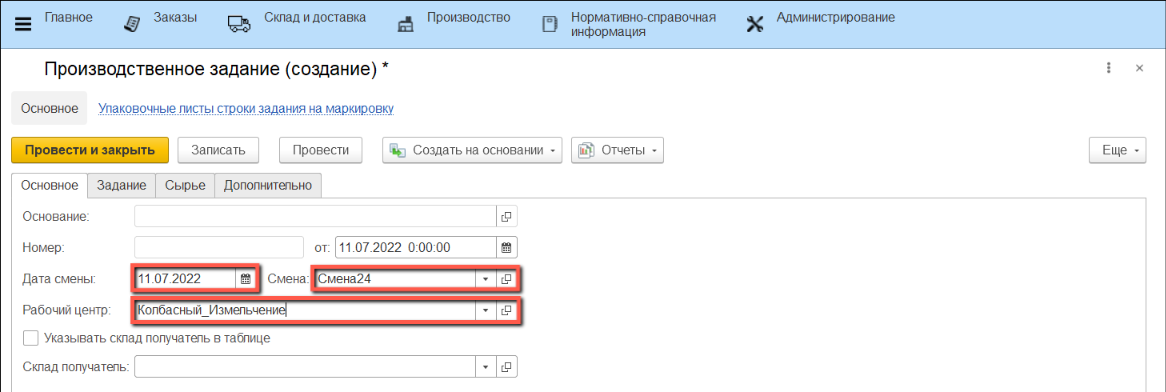 Главное
Заказы
Склад и доставка
Производство
Нормативно-справочная
информация
Администрирование
Производственное задание (создание) *
Основное
Упаковочные листы строки задания на маркировку
Провести и закрыть
Записать
Провести
Создать на основании
Отчеты
Еще
Основное
Задание
Сырье
Дополнительно
Основание:
Номер:
от: 11.07.2022 0:00:00
Дата смены: 11.07.2022
Смена: Смена24
Рабочий центр: Колбасный_Измельчение
Указывать склад получатель в таблице
Склад получатель: